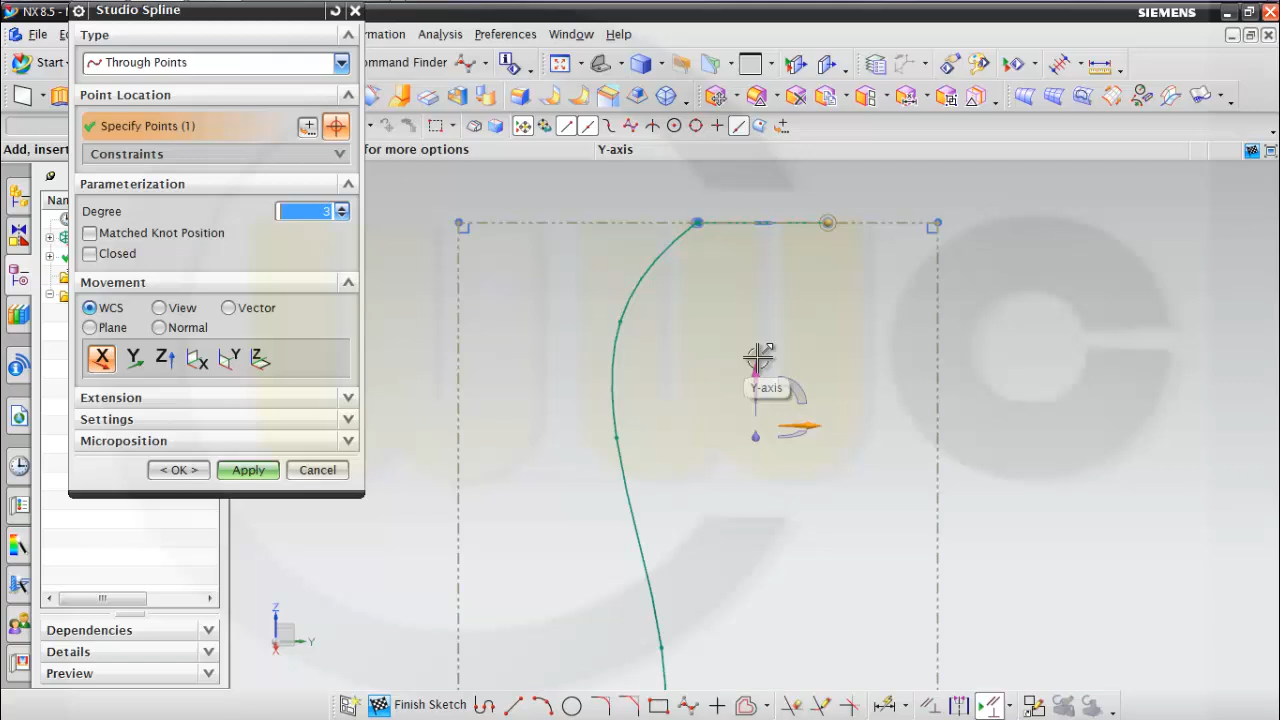 NX 8.5 -
Studio Spline
SIEMENS
File
rmation
Analysis
Preferences
Window
Help
Type
Start
Through Points
ommand Finder
Point Location
Specify Points (1)
Add, insert
for more options
Y-axis
Constraints
Parameterization
Nam
Degree
3
Matched Knot Position
Closed
Movement
WCS
View
Vector
Plane
Normal
X
Y
Z
X
Y
Z
Y-axis
Extension
Settings
Microposition
< OK >
Apply
Cancel
Z
Y
X
Dependencies
Details
Preview
Finish Sketch